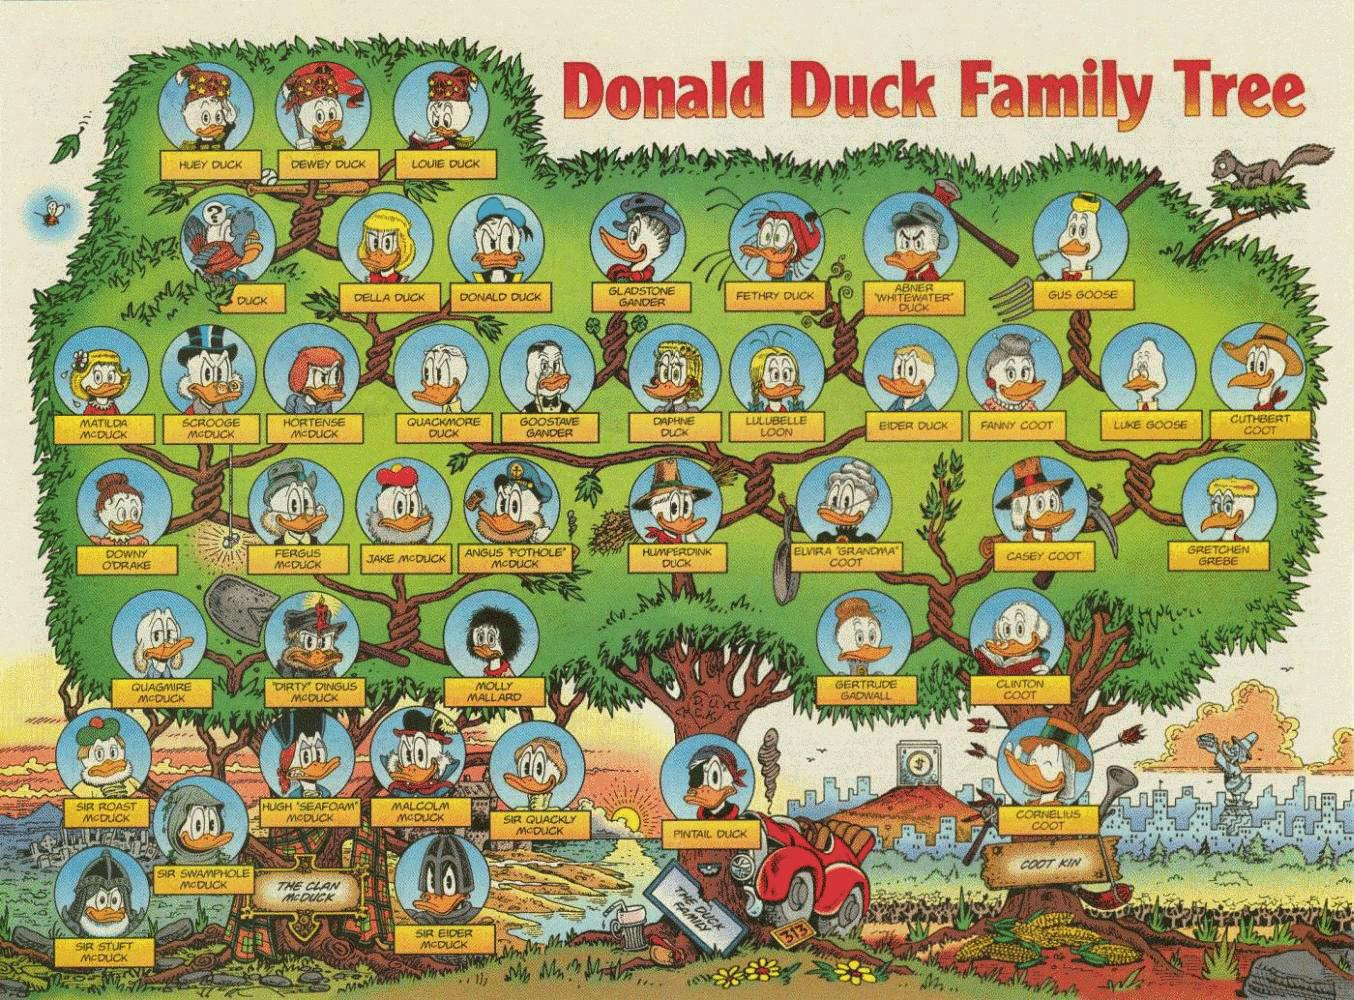 Donald Duck Family Tree
HUEY DUCK
DEWEY DUCK
LOUIE DUCK
?
DUCK
DELLA DUCK
DONALD DUCK
GLADSTONE
GANDER
FETHRY DUCK
ABNER
"WHITEWATER"
DUCK
GUS GOOSE
MATILDA
McDUCK
SCROOGE
McDUCK
HORTENSE
McDUCK
QUACKMORE
DUCK
GOOSTAVE
GANDER
DAPHNE
DUCK
LULUBELLE
LOON
EIDER DUCK
FANNY COOT
LUKE GOOSE
CUTHBERT
COOT
DOWNY
O'DRAKE
FERGUS
McDUCK
JAKE McDUCK
ANGUS "POTHOLE"
McDUCK
HUMPERDINK
DUCK
ELVIRA "GRANDMA"
COOT
CASEY COOT
GRETCHEN
GREBE
QUAGMIRE
McDUCK
"DIRTY" DINGUS
McDUCK
MOLLY
MALLARD
GERTRUDE
GADWALL
CLINTON
COOT
SIR ROAST
McDUCK
HUGH "SEAFOAM"
McDUCK
MALCOLM
McDUCK
SIR QUACKLY
McDUCK
PINTAIL DUCK
CORNELIUS
COOT
SIR SWAMPHOLE
McDUCK
THE CLAN
McDUCK
COOT KIN
THE DUCK
FAMILY
SIR STUFT
McDUCK
SIR EIDER
McDUCK
313
$